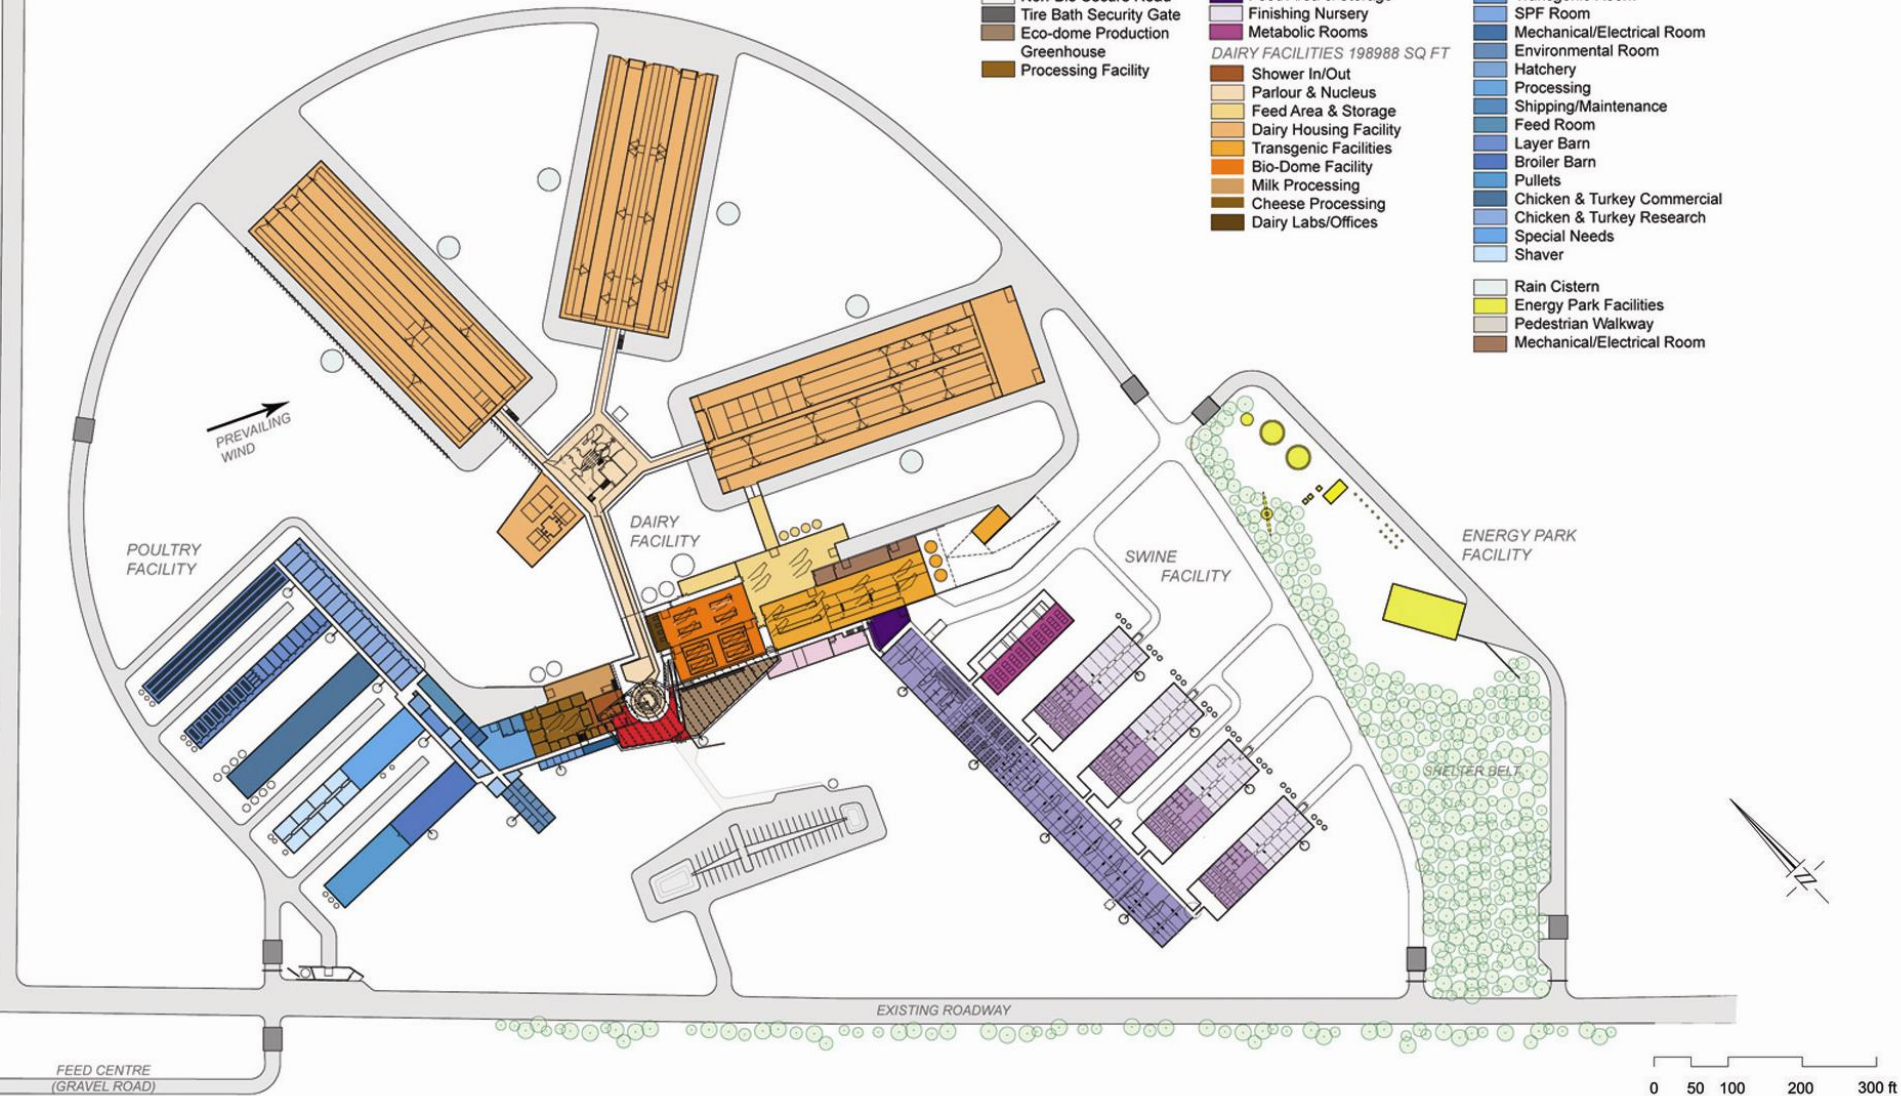 Tire Bath Security Gate
Eco-dome Production
Greenhouse
Processing Facility
Finishing Nursery
Metabolic Rooms
DAIRY FACILITIES 198988 SQ FT
Shower In/Out
Parlour & Nucleus
Feed Area & Storage
Dairy Housing Facility
Transgenic Facilities
Bio-Dome Facility
Milk Processing
Cheese Processing
Dairy Labs/Offices
SPF Room
Mechanical/Electrical Room
Environmental Room
Hatchery
Processing
Shipping/Maintenance
Feed Room
Layer Barn
Broiler Barn
Pullets
Chicken & Turkey Commercial
Chicken & Turkey Research
Special Needs
Shaver
Rain Cistern
Energy Park Facilities
Pedestrian Walkway
Mechanical/Electrical Room
PREVAILING
WIND
POULTRY
FACILITY
DAIRY
FACILITY
SWINE
FACILITY
ENERGY PARK
FACILITY
SHELTER BELT
N
EXISTING ROADWAY
FEED CENTRE
(GRAVEL ROAD)
0 50 100 200 300 ft